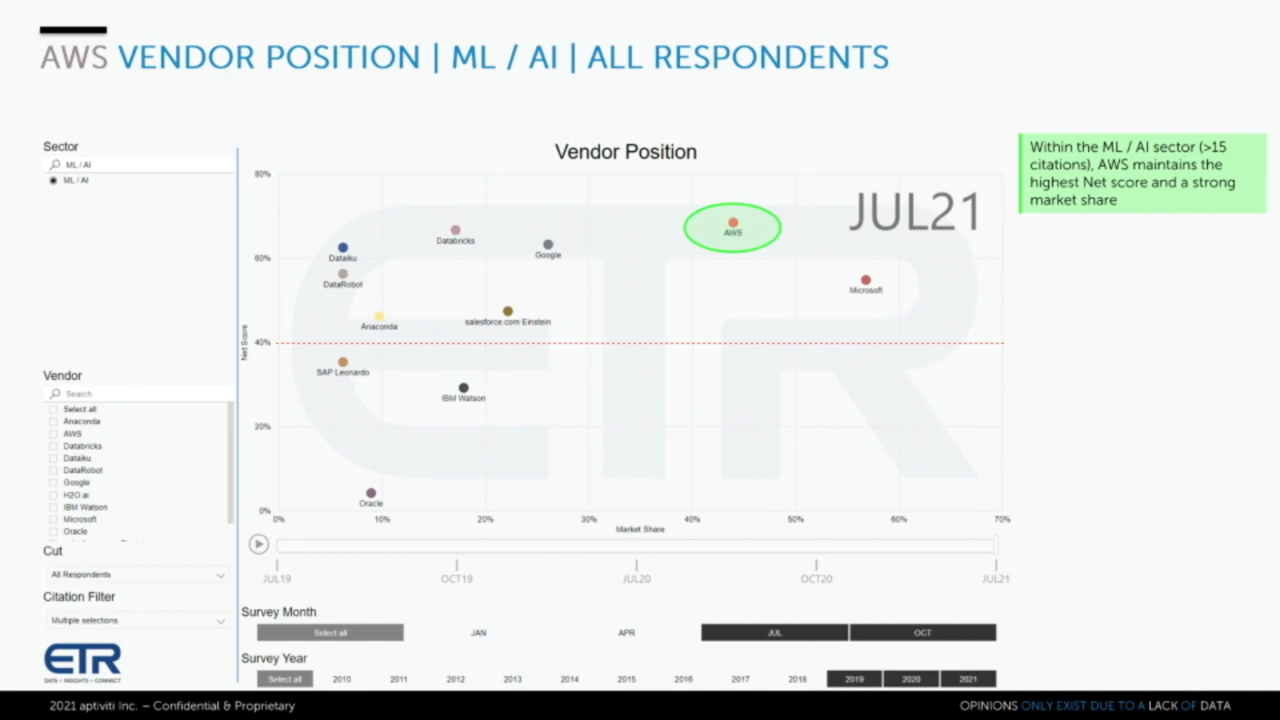 AWS VENDOR POSITION | ML / AI | ALL RESPONDENTS
Sector
ML / AI
ML / AI
Vendor
Search
Select all
Anaconda
AWS
Databricks
Dataiku
DataRobot
Google
H2O.ai
IBM Watson
Microsoft
Oracle
Cut
All Respondents
Citation Filter
Multiple selections
ETR
DATA • INSIGHTS • CONNECT
Vendor Position
JUL21
ETR
Net Score
80%
60%
40%
20%
0%
AWS
Databricks
Google
Dataiku
DataRobot
Microsoft
Anaconda
salesforce.com Einstein
SAP Leonardo
IBM Watson
Oracle
0% 10% 20% 30% 40% 50% 60% 70%
Market Share
JUL19 OCT19 JUL20 OCT20 JUL21
Survey Month
Select all JAN APR JUL OCT
Survey Year
Select all 2010 2011 2012 2013 2014 2015 2016 2017 2018 2019 2020 2021
Within the ML / AI sector (>15
citations), AWS maintains the
highest Net score and a strong
market share
2021 aptiviti Inc. – Confidential & Proprietary
OPINIONS ONLY EXIST DUE TO A LACK OF DATA